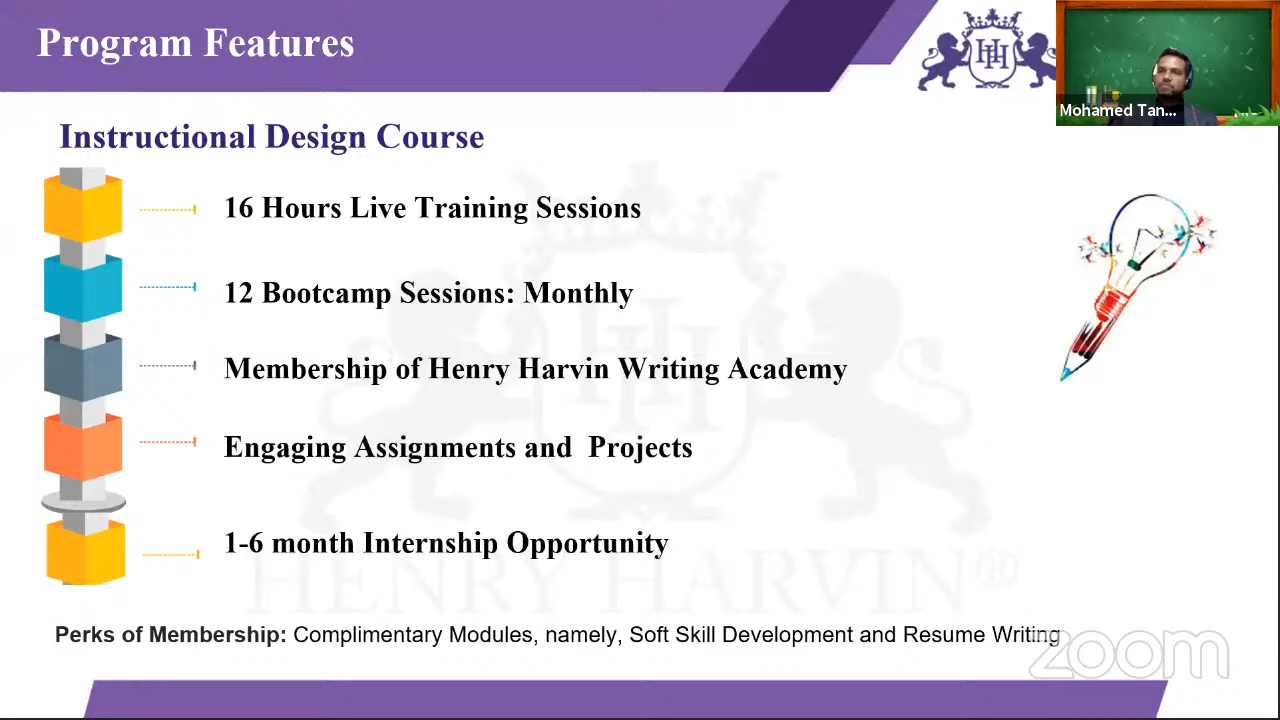 Program Features
HH
Mohamed Tan...
Instructional Design Course
16 Hours Live Training Sessions
12 Bootcamp Sessions: Monthly
Membership of Henry Harvin Writing Academy
Engaging Assignments and  Projects
1-6 month Internship Opportunity
HENRY HARVIN®
Perks of Membership: Complimentary Modules, namely, Soft Skill Development and Resume Writing
zoom